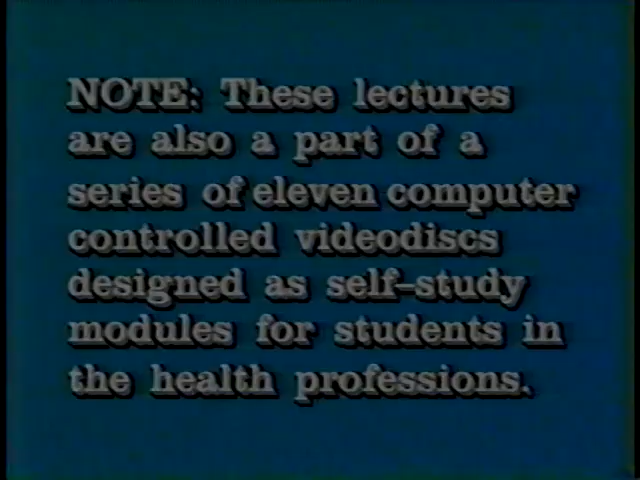 NOTE: These lectures
are also a part of a
series of eleven computer
controlled videodiscs
designed as self-study
modules for students in
the health professions.